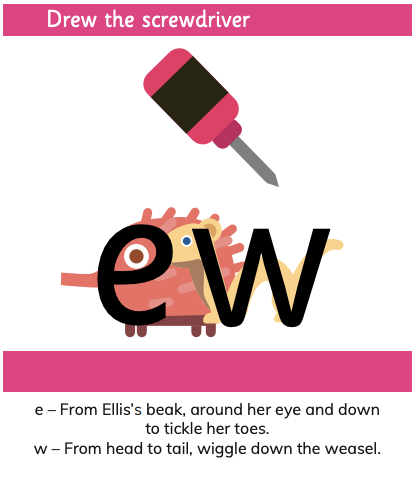 Drew the screwdriver
ew
e – From Ellis’s beak, around her eye and down
to tickle her toes.
w – From head to tail, wiggle down the weasel.